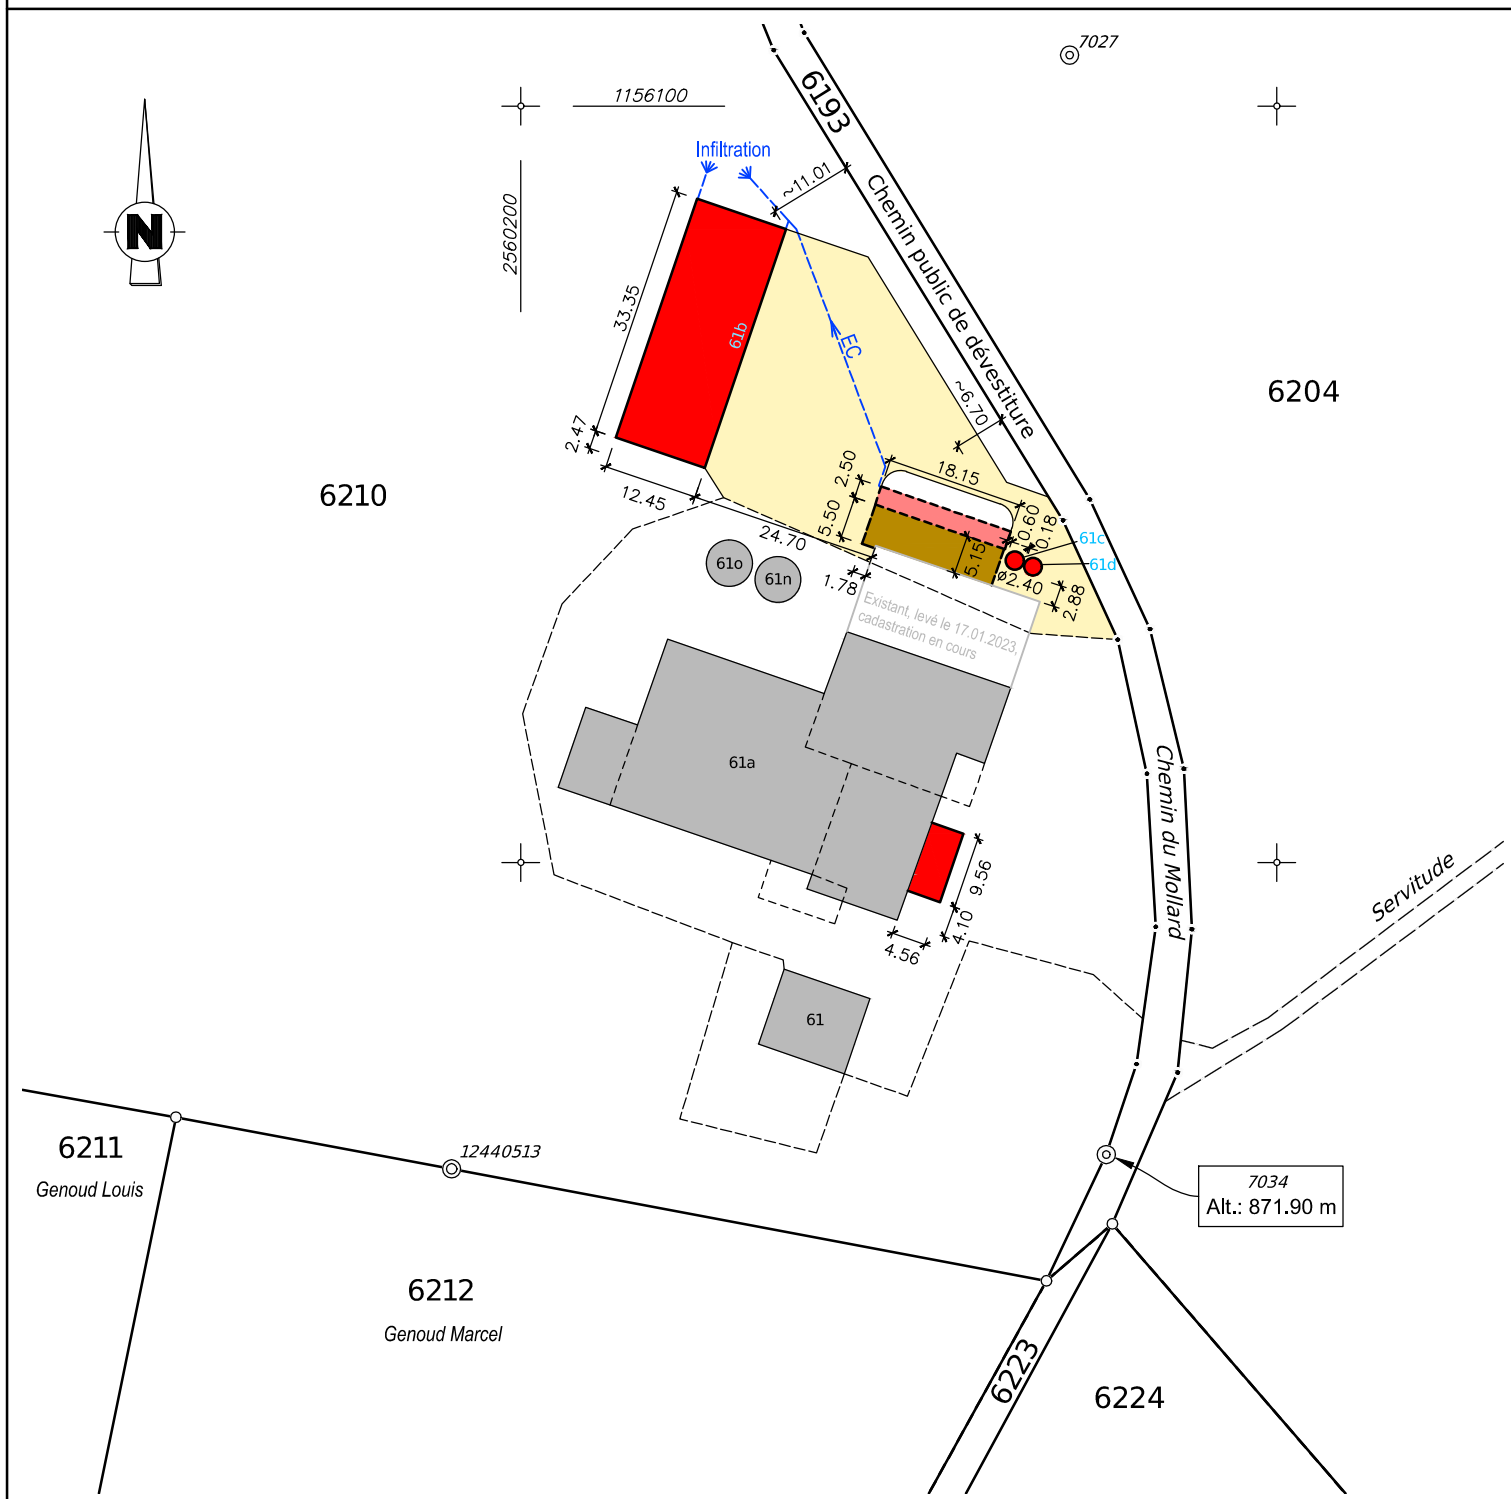 7027
1156100
6193
Infiltration
~11.01
Chemin public de dévestiture
2560200
N
33.35
61b
EC
6204
~6.70
2.47
2.50
18.15
6210
12.45
5.50
0.60
0.18
24.70
5.15
61c
61d
61o
61n
1.78
ø2.40
2.88
Existant, levé le 17.01.2023,
cadastration en cours
61a
Chemin du Mollard
9.56
Servitude
4.10
4.56
61
6211
Genoud Louis
12440513
7034
Alt.: 871.90 m
6212
Genoud Marcel
6223
6224